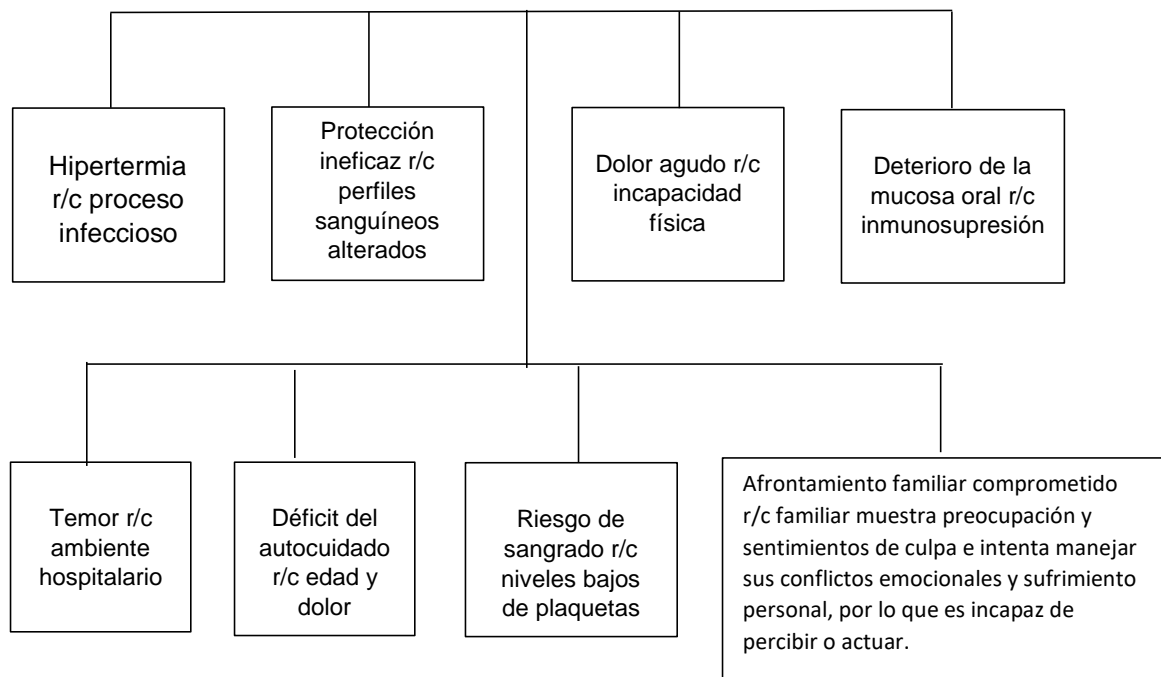 Hipertermia
r/c proceso
infeccioso
Protección
ineficaz r/c
perfiles
sanguíneos
alterados
Dolor agudo r/c
incapacidad
física
Deterioro de la
mucosa oral r/c
inmunosupresión
Temor r/c
ambiente
hospitalario
Déficit del
autocuidado
r/c edad y
dolor
Riesgo de
sangrado r/c
niveles bajos
de plaquetas
Afrontamiento familiar comprometido
r/c familiar muestra preocupación y
sentimientos de culpa e intenta manejar
sus conflictos emocionales y sufrimiento
personal, por lo que es incapaz de
percibir o actuar.